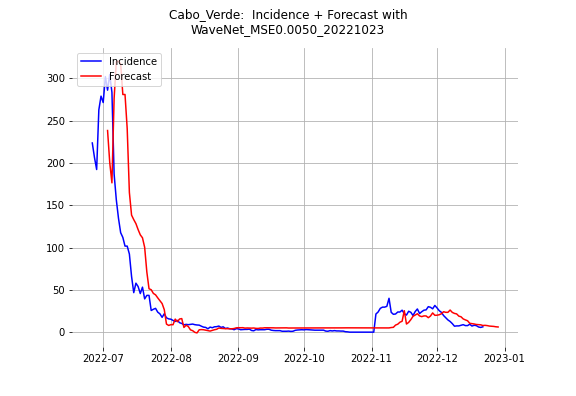 Cabo_Verde:  Incidence + Forecast with
WaveNet_MSE0.0050_20221023
Incidence
Forecast
300
250
200
150
100
50
0
2022-07 2022-08 2022-09 2022-10 2022-11 2022-12 2023-01